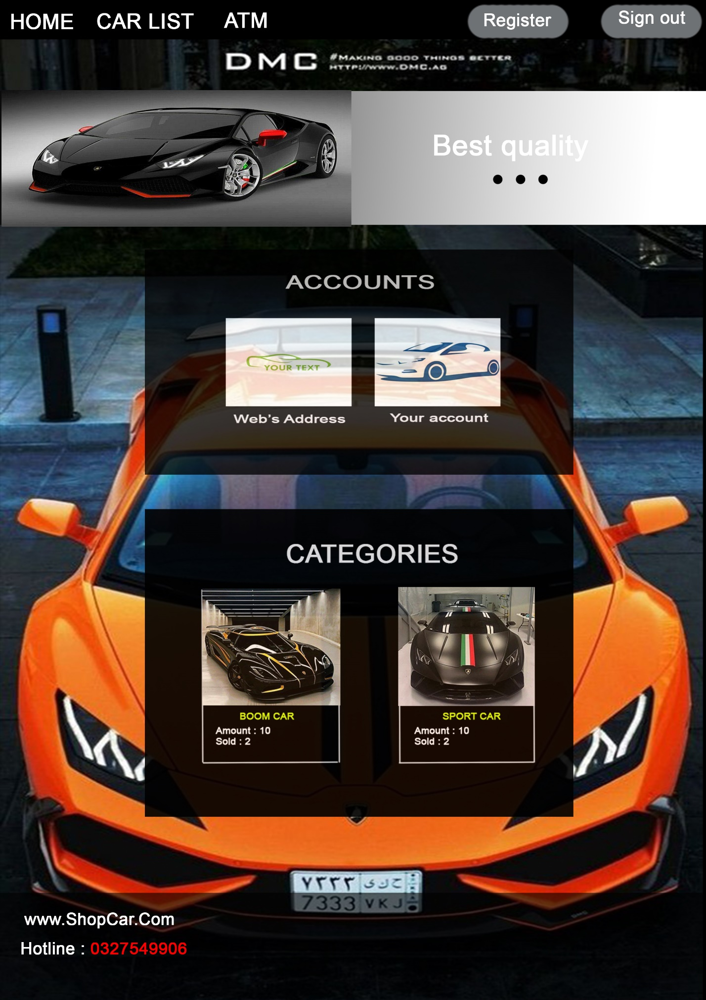 HOME CAR LIST ATM Register Sign out
DMC #MAKING GOOD THINGS BETTER
HTTP://WWW.DMC.AG
Best quality
ACCOUNTS
YOUR TEXT
Web’s Address Your account
CATEGORIES
BOOM CAR
Amount : 10
Sold : 2
SPORT CAR
Amount : 10
Sold : 2
٧٣٣٣ ح ك ى
7333 VKJ
www.ShopCar.Com
Hotline : 0327549906